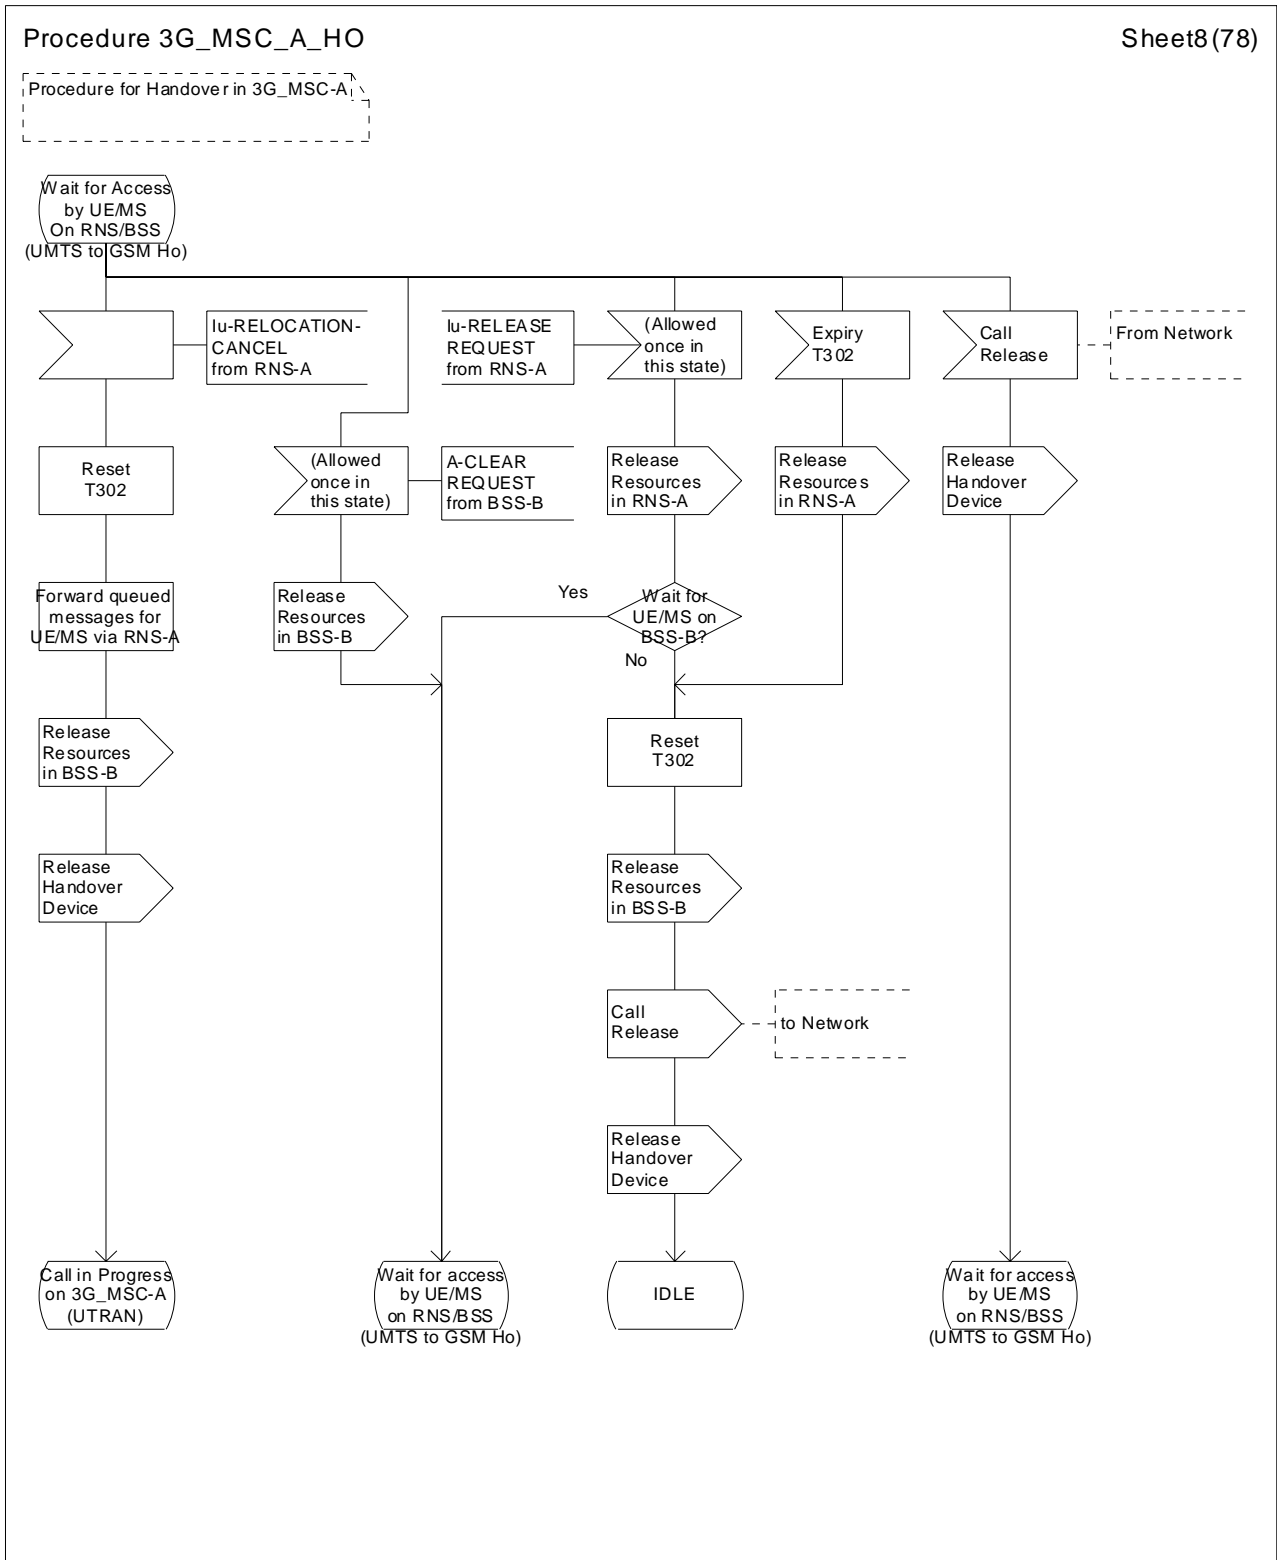 Procedure 3G_MSC_A_HO
Sheet8(78)
Procedure for Handover in 3G_MSC-A
Wait for Access
by UE/MS
On RNS/BSS
(UMTS to GSM Ho)
Iu-RELOCATION-
CANCEL
from RNS-A
Iu-RELEASE
REQUEST
from RNS-A
(Allowed
once in
this state)
Expiry
T302
Call
Release
From Network
Reset
T302
(Allowed
once in
this state)
A-CLEAR
REQUEST
from BSS-B
Release
Resources
in RNS-A
Release
Resources
in RNS-A
Release
Handover
Device
Forward queued
messages for
UE/MS via RNS-A
Release
Resources
in BSS-B
Yes
Wait for
UE/MS on
BSS-B?
No
Release
Resources
in BSS-B
Reset
T302
Release
Handover
Device
Release
Resources
in BSS-B
Call
Release
to Network
Release
Handover
Device
Call in Progress
on 3G_MSC-A
(UTRAN)
Wait for access
by UE/MS
on RNS/BSS
(UMTS to GSM Ho)
IDLE
Wait for access
by UE/MS
on RNS/BSS
(UMTS to GSM Ho)